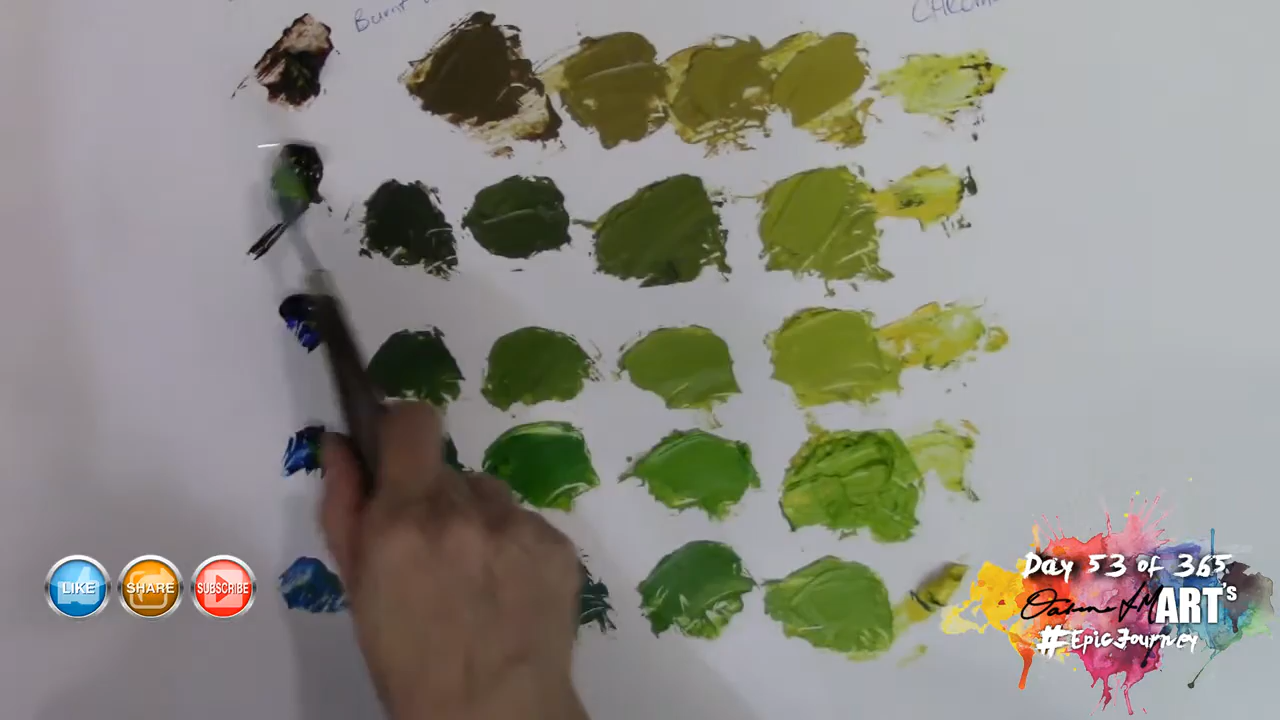 Burnt
LIKE
SHARE
SUBSCRIBE
Day 53 of 365
ART's
#EpicJourney